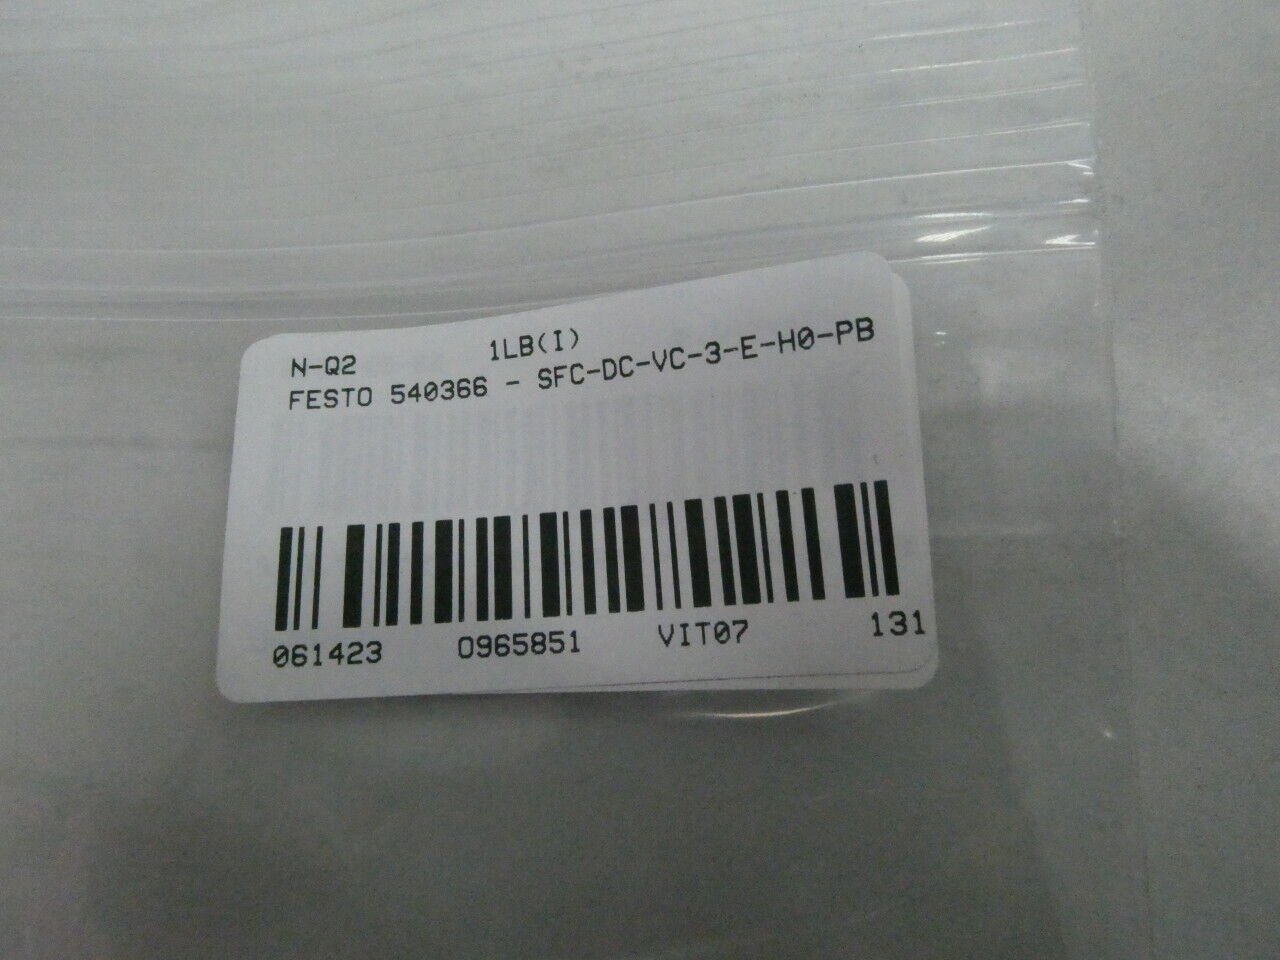 N-Q2 1LB(I)
FESTO 540366 - SFC-DC-VC-3-E-H0-PB
061423 0965851 VIT07 131